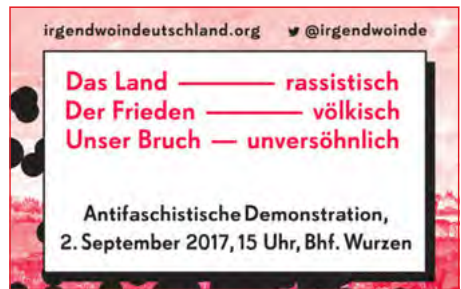 irgendwoindeutschland.org @irgendwoinde
Das Land — rassistisch
Der Frieden — völkisch
Unser Bruch — unversöhnlich
Antifaschistische Demonstration,
2. September 2017, 15 Uhr, Bhf. Wurzen